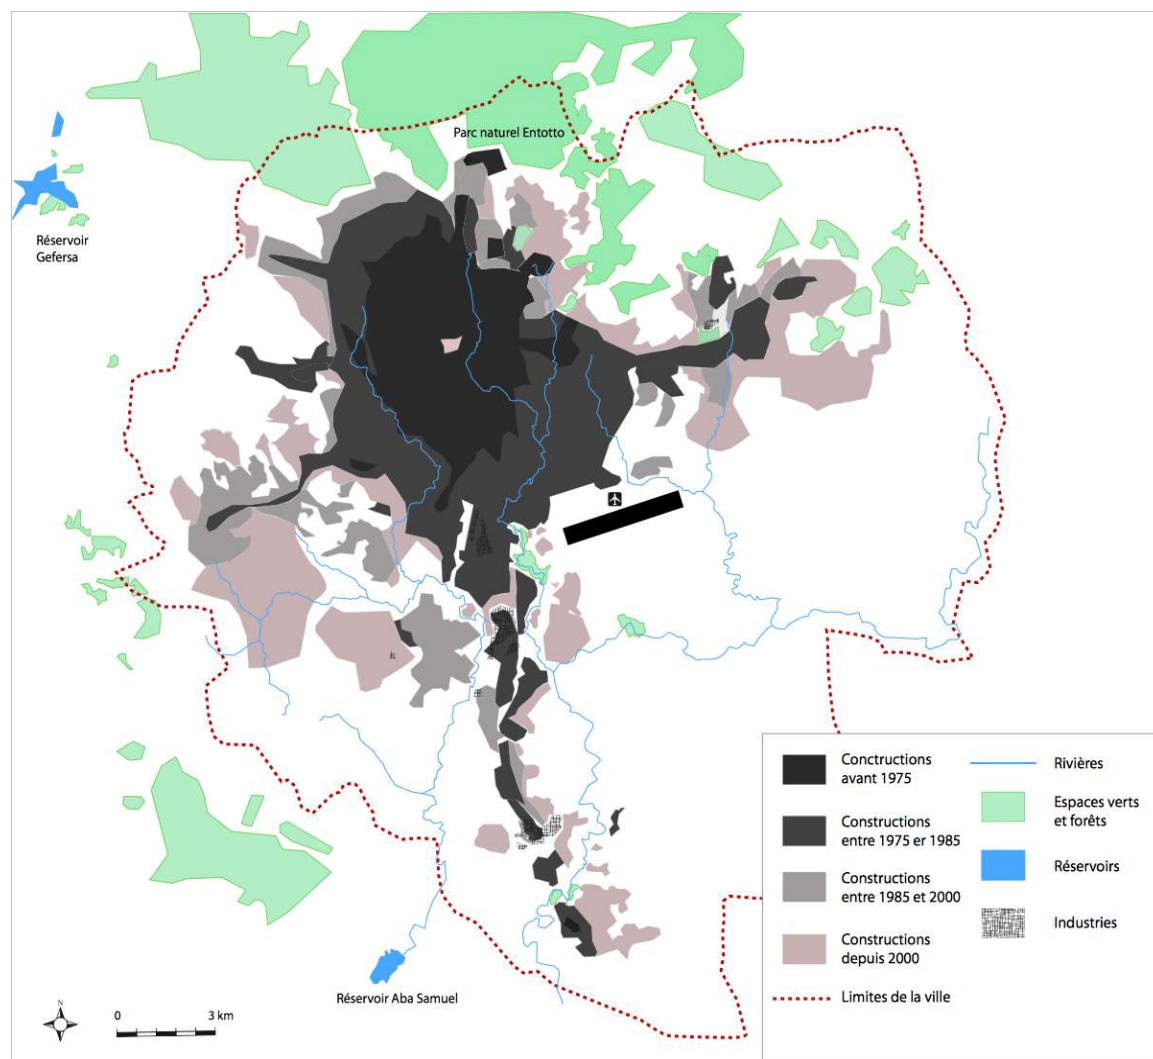 Parc naturel Entotto
Réservoir
Gefersa
Réservoir Aba Samuel
N
0
3 km
Conctructions
avant 1975
Constructions
entre 1975 er 1985
Constructions
entre 1985 et 2000
Constructions
depuis 2000
Limites de la ville
Rivières
Espaces verts
et forêts
Réservoirs
Industries